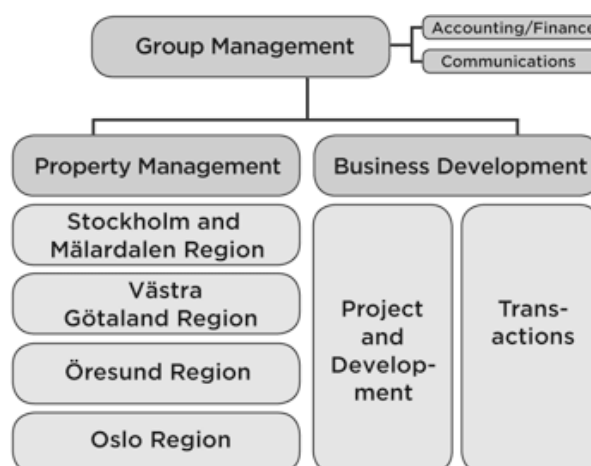 Group Management
Accounting/Finance
Communications
Property Management
Business Development
Stockholm and
Mälardalen Region
Västra
Götaland Region
Öresund Region
Oslo Region
Project
and
Develop-
ment
Trans-
actions